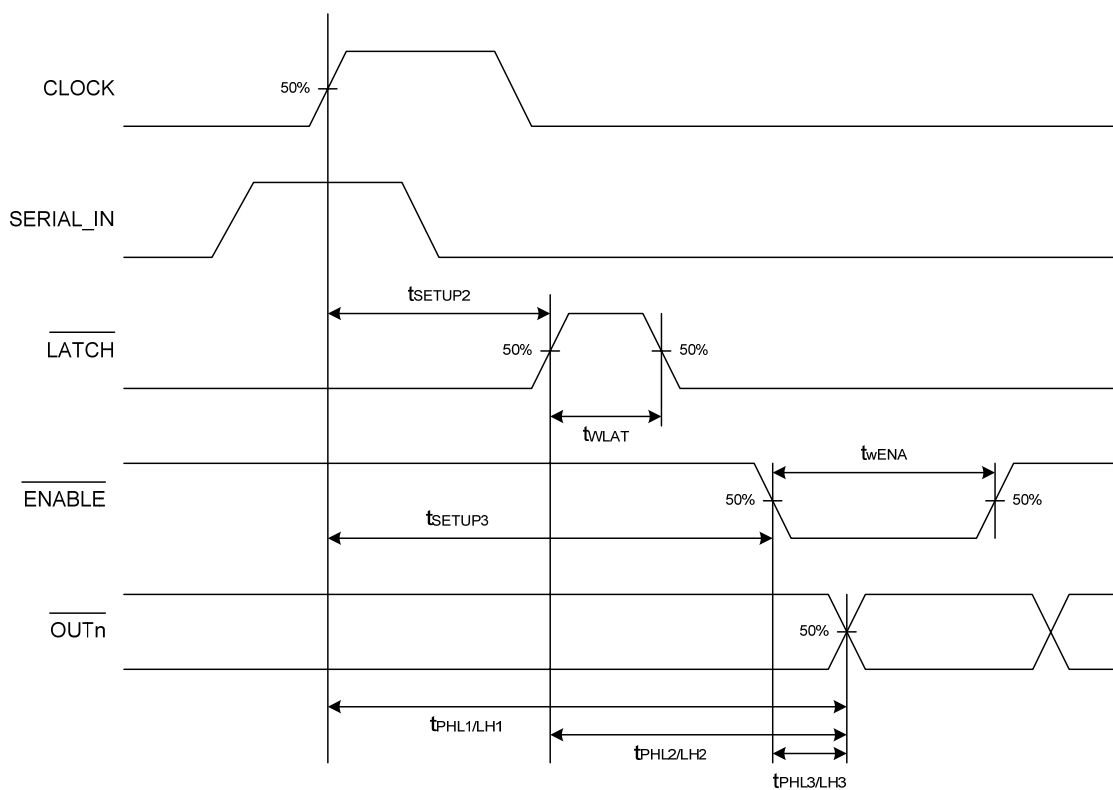 CLOCK
50%
SERIAL_IN
tSETUP2
LATCH
50%
50%
tWLAT
ENABLE
twENA
50%
50%
tSETUP3
OUTn
50%
tPHL1/LH1
tPHL2/LH2
tPHL3/LH3